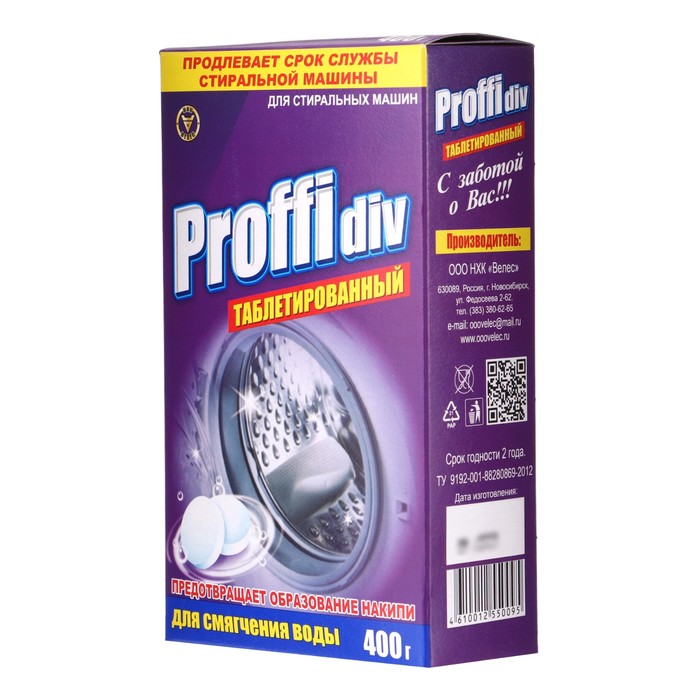 ПРОДЛЕВАЕТ СРОК СЛУЖБЫ
СТИРАЛЬНОЙ МАШИНЫ
ДЛЯ СТИРАЛЬНЫХ МАШИН
Proffi div
ТАБЛЕТИРОВАННЫЙ
ПРЕДОТВРАЩАЕТ ОБРАЗОВАНИЕ НАКИПИ
ДЛЯ СМЯГЧЕНИЯ ВОДЫ
400 г
Proffi div
ТАБЛЕТИРОВАННЫЙ
С заботой
о Вас!!!
Производитель:
ООО НХК «Велес»
630089, Россия, г. Новосибирск,
ул. Федосеева 2-62.
тел. (383) 380-62-65
e-mail: ooovelec@mail.ru
www.ooovelec.ru
PAP
Срок годности 2 года.
ТУ 9192-001-88280869-2012
Дата изготовления:
4 610012 550095